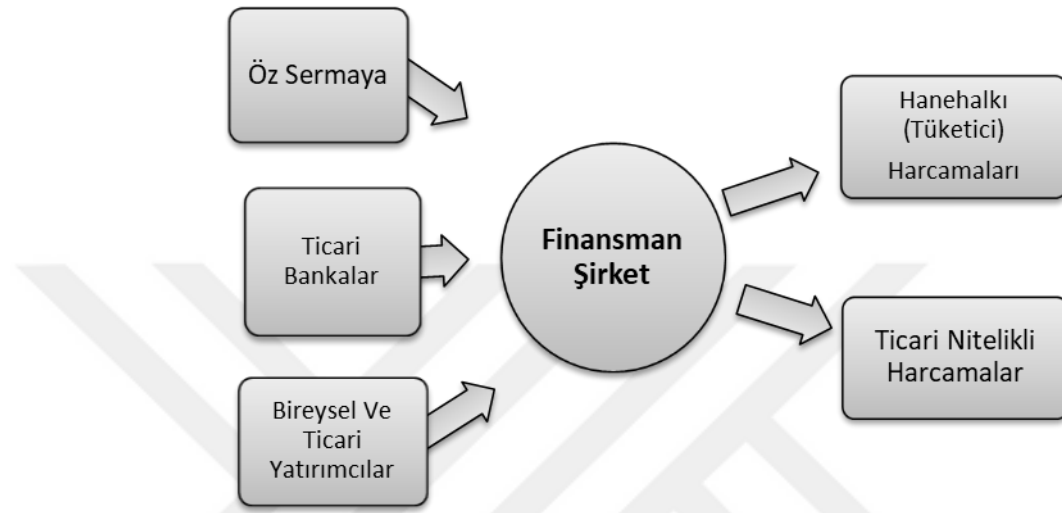 Öz Sermaya
Ticari
Bankalar
Bireysel Ve
Ticari
Yatırımcılar
Finansman
Şirket
Hanehalkı
(Tüketici)
Harcamaları
Ticari Nitelikli
Harcamalar